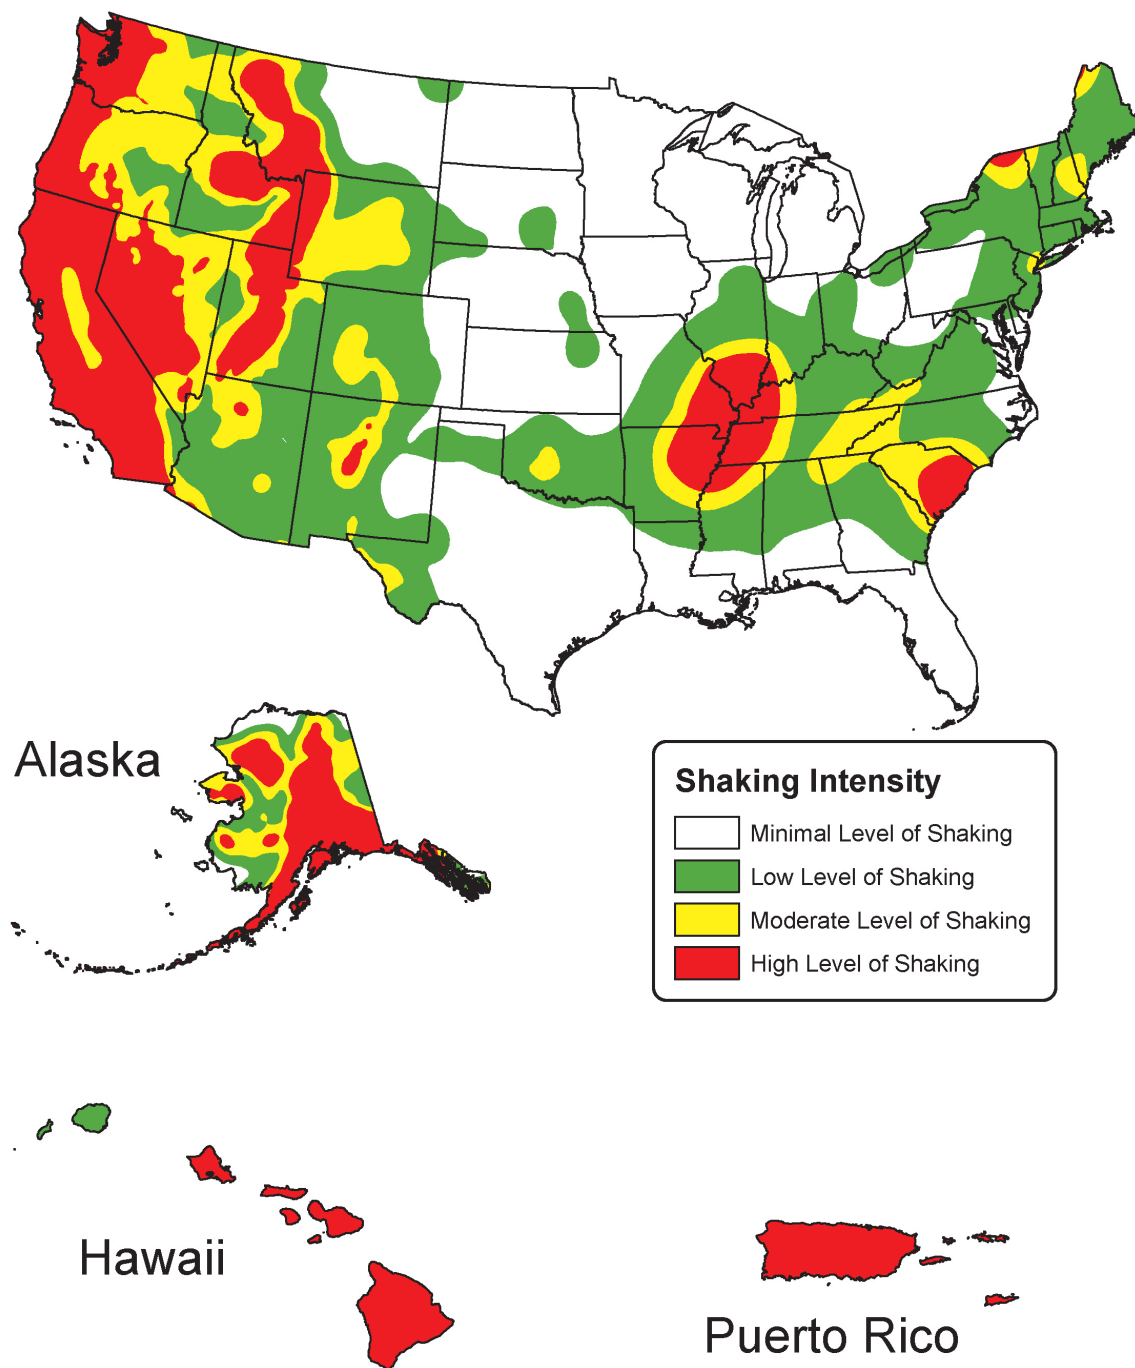 Alaska
Shaking Intensity
Minimal Level of Shaking
Low Level of Shaking
Moderate Level of Shaking
High Level of Shaking
Hawaii
Puerto Rico